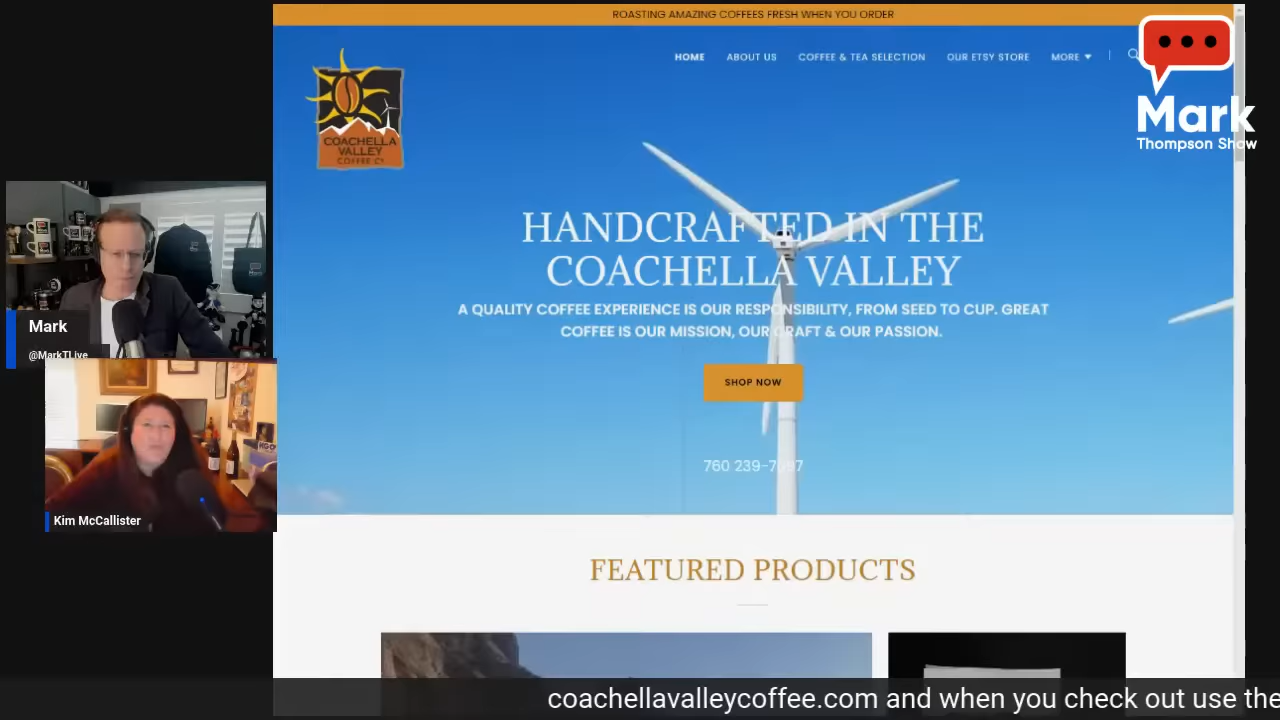 ROASTING AMAZING COFFEES FRESH WHEN YOU ORDER
HOME ABOUT US COFFEE & TEA SELECTION OUR ETSY STORE MORE
COACHELLA
VALLEY
COFFEE Cº
Mark
Thompson Show
HANDCRAFTED IN THE
COACHELLA VALLEY
A QUALITY COFFEE EXPERIENCE IS OUR RESPONSIBILITY, FROM SEED TO CUP. GREAT
COFFEE IS OUR MISSION, OUR CRAFT & OUR PASSION.
SHOP NOW
Mark
@MarkTLive
Kim McCallister
FEATURED PRODUCTS
coachellavalleycoffee.com and when you check out use the